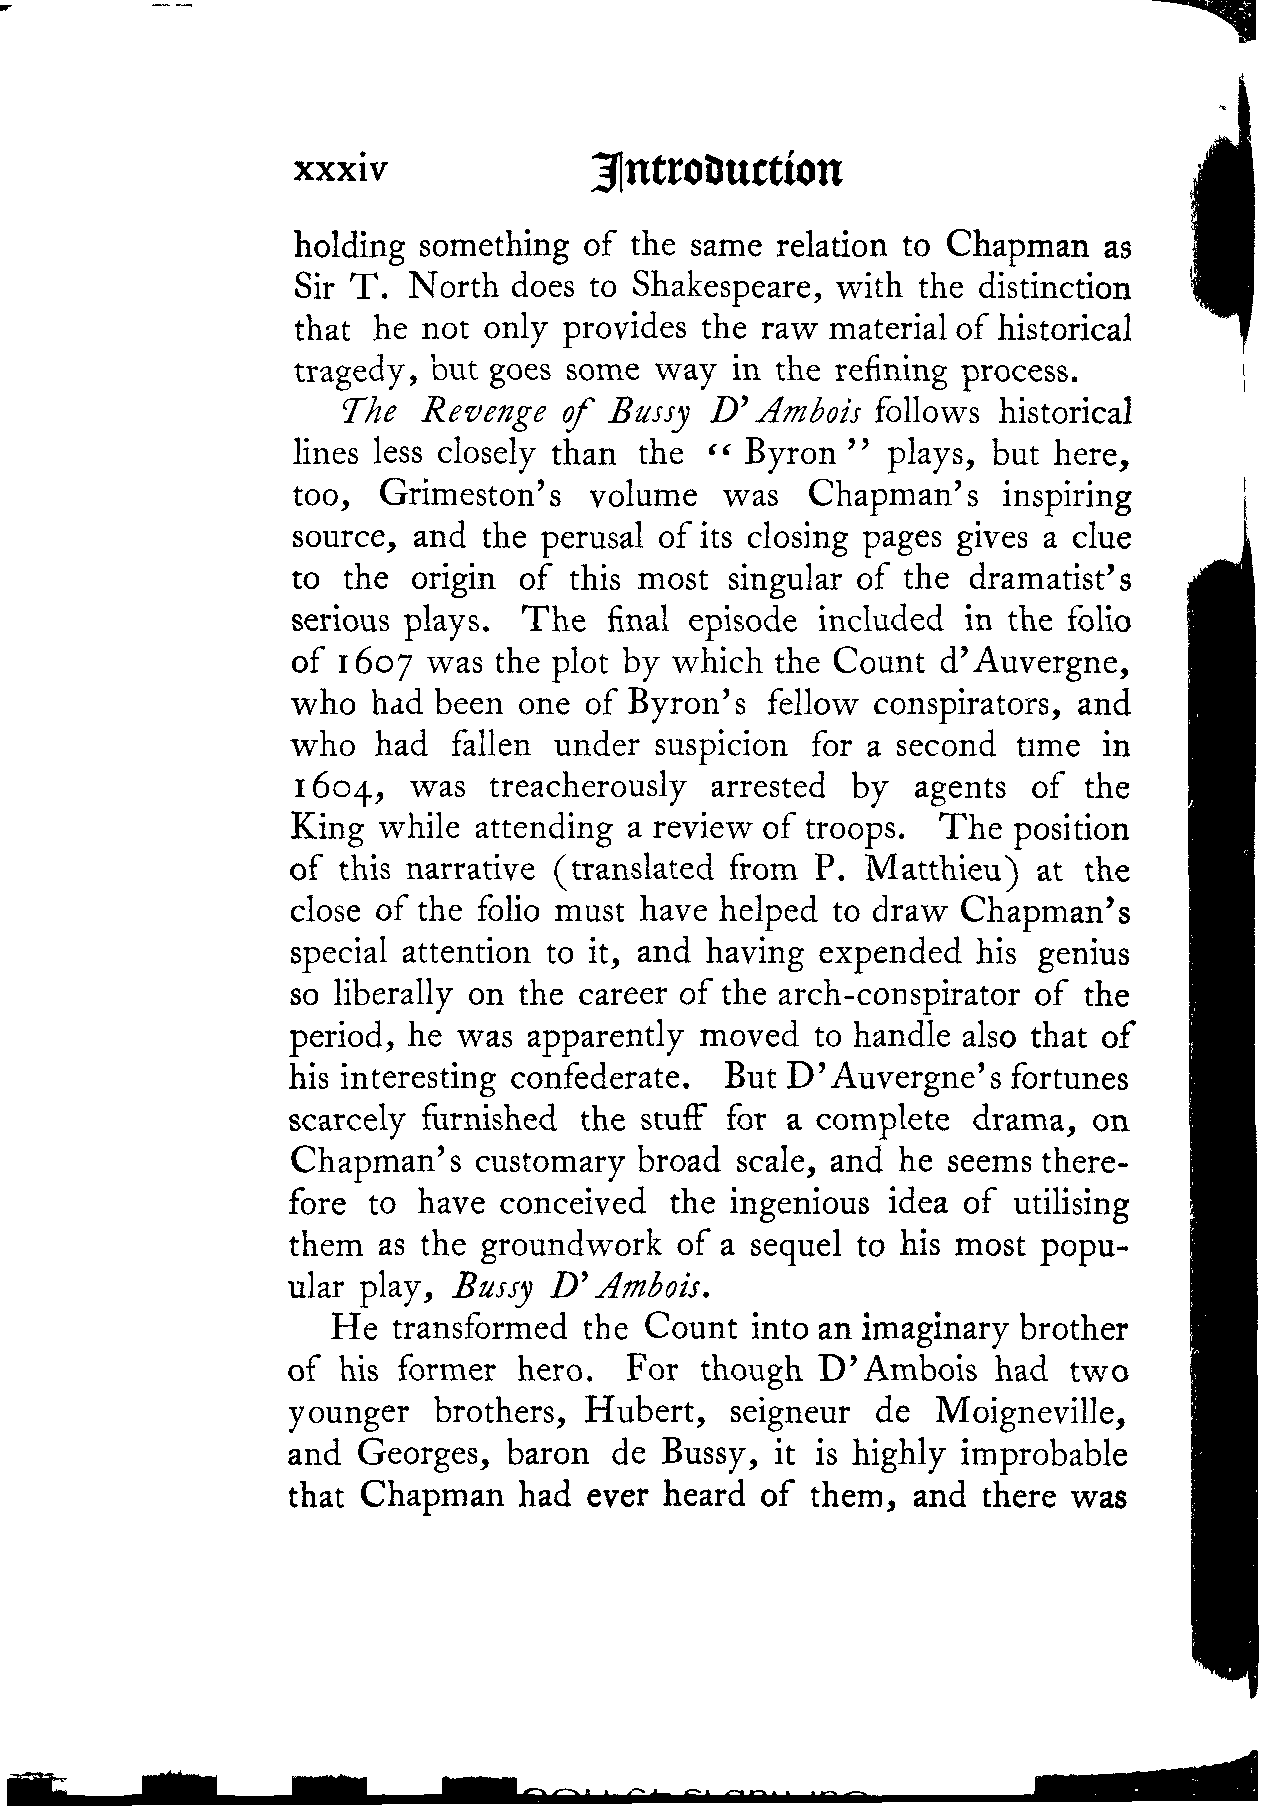 xxxiv Introduction
holding something of the same relation to Chapman as
Sir T. North does to Shakespeare, with the distinction
that he not only provides the raw material of historical
tragedy, but goes some way in the refining process.
The Revenge of Bussy D'Ambois follows historical
lines less closely than the "Byron" plays, but here,
too, Grimeston's volume was Chapman's inspiring
source, and the perusal of its closing pages gives a clue
to the origin of this most singular of the dramatist's
serious plays. The final episode included in the folio
of 1607 was the plot by which the Count d'Auvergne,
who had been one of Byron's fellow conspirators, and
who had fallen under suspicion for a second time in
1604, was treacherously arrested by agents of the
King while attending a review of troops. The position
of this narrative (translated from P. Matthieu) at the
close of the folio must have helped to draw Chapman's
special attention to it, and having expended his genius
so liberally on the career of the arch-conspirator of the
period, he was apparently moved to handle also that of
his interesting confederate. But D'Auvergne's fortunes
scarcely furnished the stuff for a complete drama, on
Chapman's customary broad scale, and he seems there-
fore to have conceived the ingenious idea of utilising
them as the groundwork of a sequel to his most popu-
ular play, Bussy D'Ambois.
He transformed the Count into an imaginary brother
of his former hero. For though D'Ambois had two
younger brothers, Hubert, seigneur de Moigneville,
and Georges, baron de Bussy, it is highly improbable
that Chapman had ever heard of them, and there was